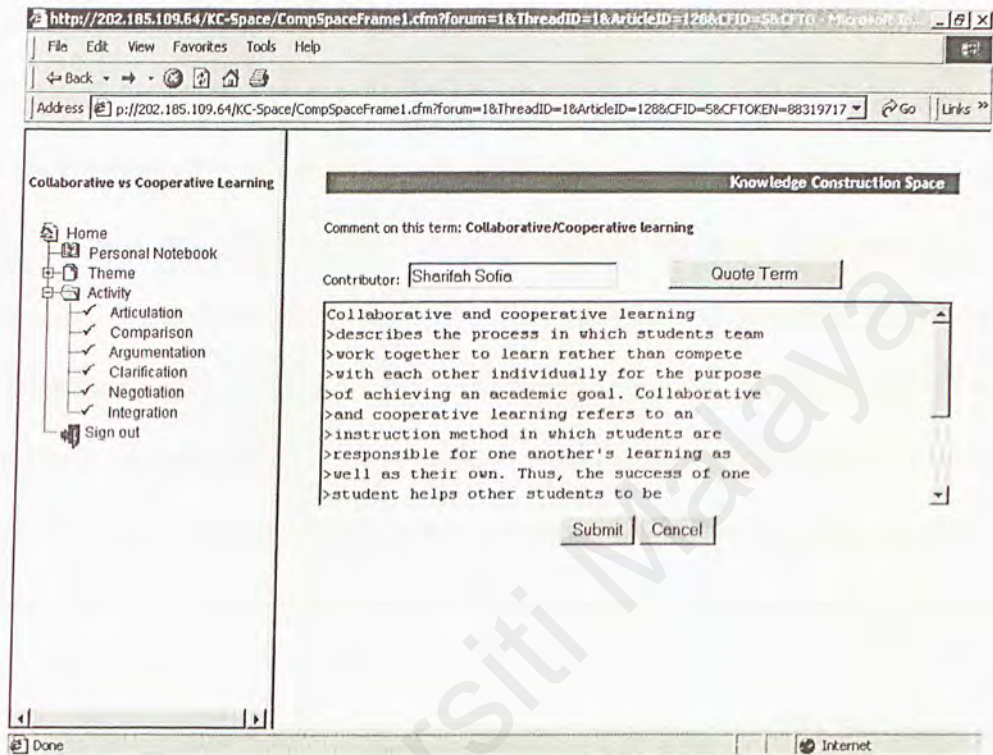 http://202.185.109.64/KC-Space/CompSpaceFrame1.cfm?forum=1&ThreadID=1&ArticleID=128&CFID=5&CFTO - Microsoft In...
File Edit View Favorites Tools Help
Back
Address p://202.185.109.64/KC-Space/CompSpaceFrame1.cfm?forum=1&ThreadID=1&ArticleID=128&CFID=5&CFTOKEN=88319717 Go Links »
Collaborative vs Cooperative Learning
Home
Personal Notebook
Theme
Activity
Articulation
Comparison
Argumentation
Clarification
Negotiation
Integration
Sign out
Knowledge Construction Space
Comment on this term: Collaborative/Cooperative learning
Contributor: Sharifah Sofia Quote Term
Collaborative and cooperative learning
>describes the process in which students team
>work together to learn rather than compete
>with each other individually for the purpose
>of achieving an academic goal. Collaborative
>and cooperative learning refers to an
>instruction method in which students are
>responsible for one another's learning as
>well as their own. Thus, the success of one
>student helps other students to be
Submit Cancel
Done Internet
rsiti Malaya